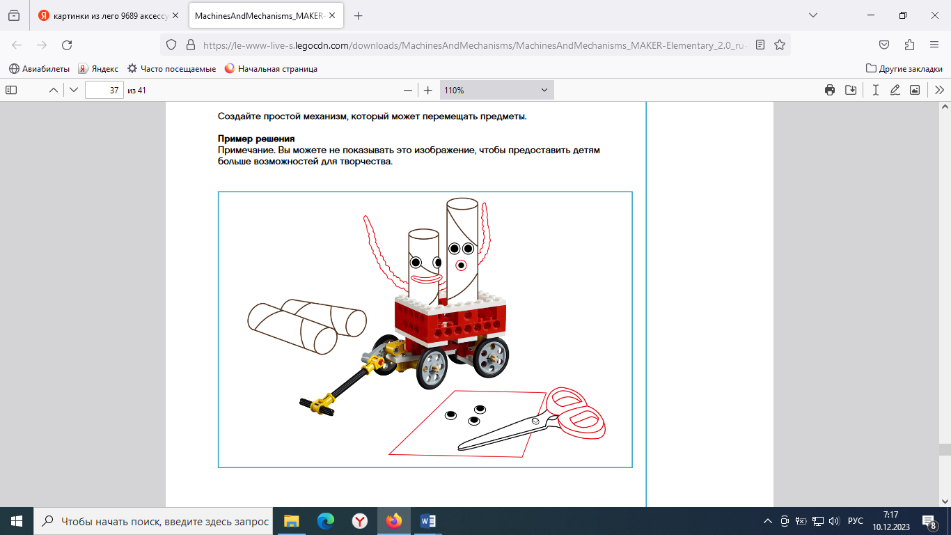 картинки из лего 9689 аксессу
MachinesAndMechanisms_MAKER-
https://le-www-live-s.legocdn.com/downloads/MachinesAndMechanisms/MachinesAndMechanisms_MAKER-Elementary_2.0_ru-
Авиабилеты Яндекс Часто посещаемые Начальная страница Другие закладки
37 из 41 110%
Создайте простой механизм, который может перемещать предметы.
Пример решения
Примечание. Вы можете не показывать это изображение, чтобы предоставить детям
больше возможностей для творчества.
Чтобы начать поиск, введите здесь запрос
РУС
7:17
10.12.2023
8